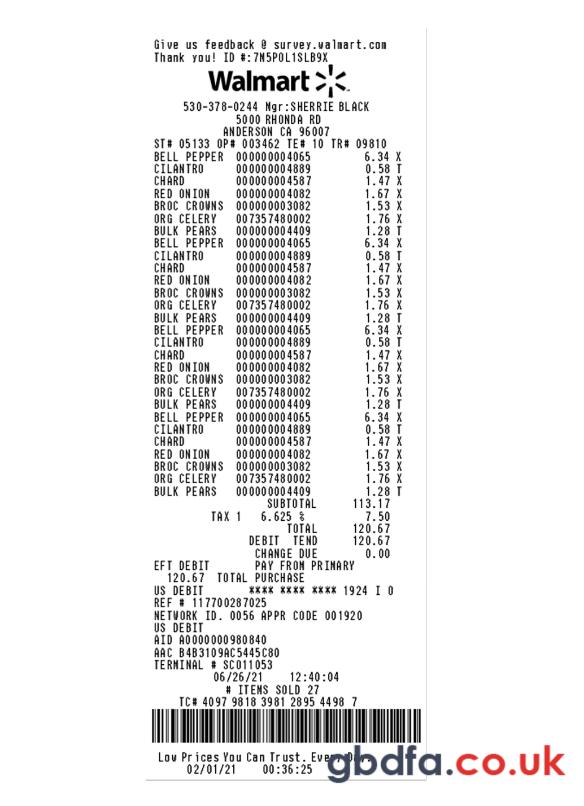 Give us feedback @ survey.walmart.com
Thank you! ID #:7N5P0L1SLB9X
Walmart
530-378-0244 Mgr:SHERRIE BLACK
5000 RHONDA RD
ANDERSON CA 96007
ST# 05133 OP# 003462 TE# 10 TR# 09810
BELL PEPPER 000000004065 6.34 X
CILANTRO 000000004889 0.58 T
CHARD 000000004587 1.47 X
RED ONION 000000004082 1.67 X
BROC CROWNS 000000003082 1.53 X
ORG CELERY 007357480002 1.76 X
BULK PEARS 000000004409 1.28 T
BELL PEPPER 000000004065 6.34 X
CILANTRO 000000004889 0.58 T
CHARD 000000004587 1.47 X
RED ONION 000000004082 1.67 X
BROC CROWNS 000000003082 1.53 X
ORG CELERY 007357480002 1.76 X
BULK PEARS 000000004409 1.28 T
BELL PEPPER 000000004065 6.34 X
CILANTRO 000000004889 0.58 T
CHARD 000000004587 1.47 X
RED ONION 000000004082 1.67 X
BROC CROWNS 000000003082 1.53 X
ORG CELERY 007357480002 1.76 X
BULK PEARS 000000004409 1.28 T
BELL PEPPER 000000004065 6.34 X
CILANTRO 000000004889 0.58 T
CHARD 000000004587 1.47 X
RED ONION 000000004082 1.67 X
BROC CROWNS 000000003082 1.53 X
ORG CELERY 007357480002 1.76 X
BULK PEARS 000000004409 1.28 T
SUBTOTAL 113.17
TAX 1 6.625 % 7.50
TOTAL 120.67
DEBIT TEND 120.67
CHANGE DUE 0.00
EFT DEBIT PAY FROM PRIMARY
120.67 TOTAL PURCHASE
US DEBIT **** **** **** 1924 I 0
REF # 117700287025
NETWORK ID. 0056 APPR CODE 001920
US DEBIT
AID A0000000980840
AAC B4B3109AC5445C80
TERMINAL # SC011053
06/26/21 12:40:04
# ITEMS SOLD 27
TC# 4097 9818 3981 2895 4498 7
Low Prices You Can Trust. Every Day.
02/01/21 00:36:25
gbdfa.co.uk